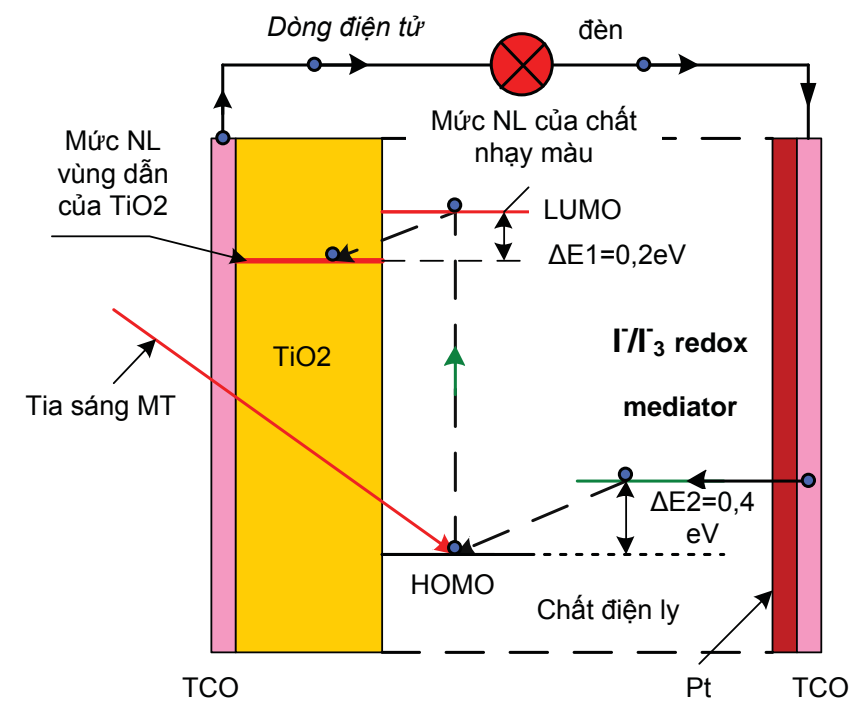 Dòng điện tử
đèn
Mức NL
vùng dẫn
của TiO2
Mức NL của chất
nhạy màu
LUMO
ΔE1=0,2eV
TiO2
I⁻/I⁻₃ redox
mediator
Tia sáng MT
ΔE2=0,4
eV
HOMO
Chất điện ly
TCO
Pt
TCO